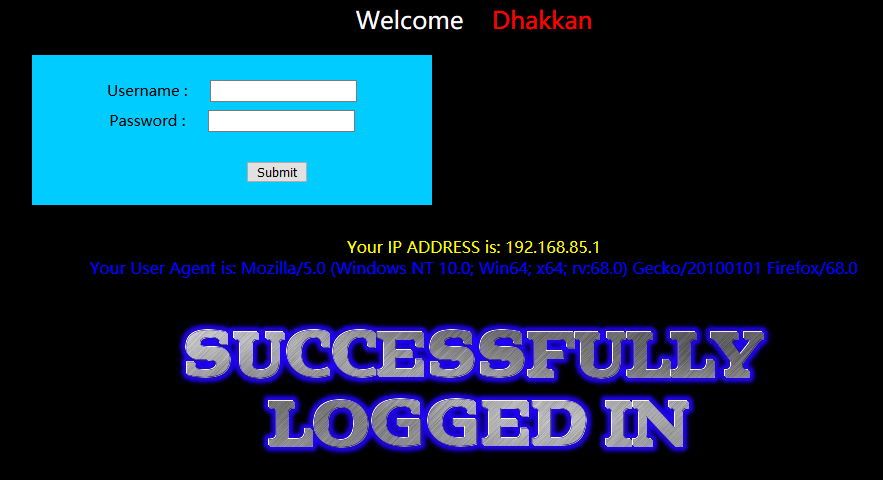 Welcome Dhakkan
Username :
Password :
Submit
Your IP ADDRESS is: 192.168.85.1
Your User Agent is: Mozilla/5.0 (Windows NT 10.0; Win64; x64; rv:68.0) Gecko/20100101 Firefox/68.0
SUCCESSFULLY
LOGGED IN